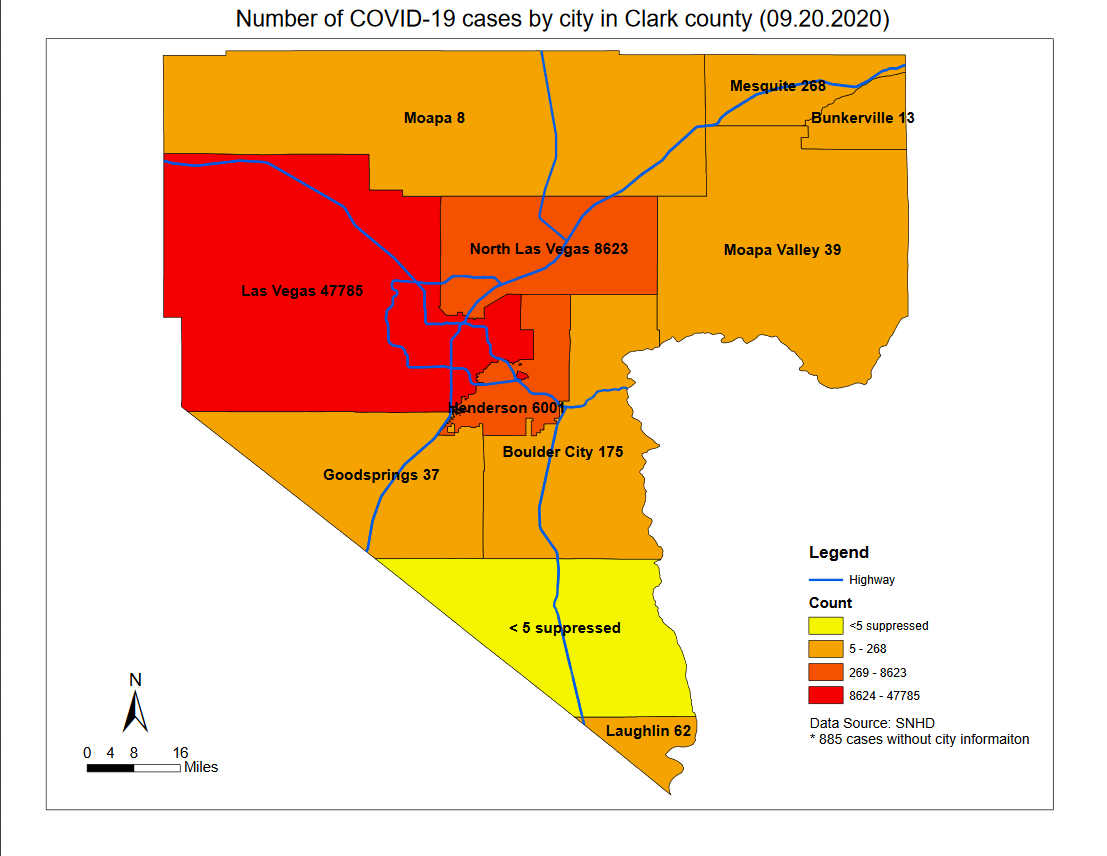 Number of COVID-19 cases by city in Clark county (09.20.2020)
Mesquite 268
Moapa 8
Bunkerville 13
North Las Vegas 8623
Moapa Valley 39
Las Vegas 47785
Henderson 6001
Boulder City 175
Goodsprings 37
< 5 suppressed
Laughlin 62
Legend
Highway
Count
<5 suppressed
5 - 268
269 - 8623
8624 - 47785
Data Source: SNHD
* 885 cases without city informaiton
N
0 4 8 16
Miles